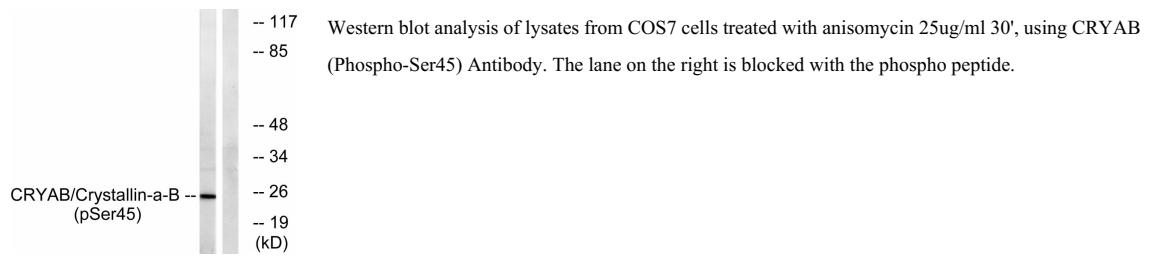 -- 117
-- 85
-- 48
-- 34
-- 26
-- 19
(kD)
CRYAB/Crystallin-a-B --
(pSer45)
Western blot analysis of lysates from COS7 cells treated with anisomycin 25ug/ml 30', using CRYAB
(Phospho-Ser45) Antibody. The lane on the right is blocked with the phospho peptide.